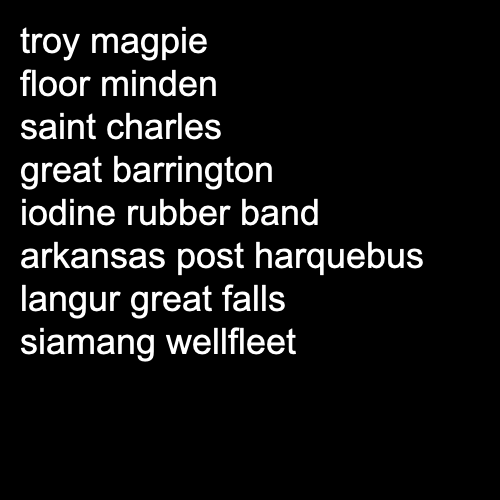 troy magpie
floor minden
saint charles
great barrington
iodine rubber band
arkansas post harquebus
langur great falls
siamang wellfleet